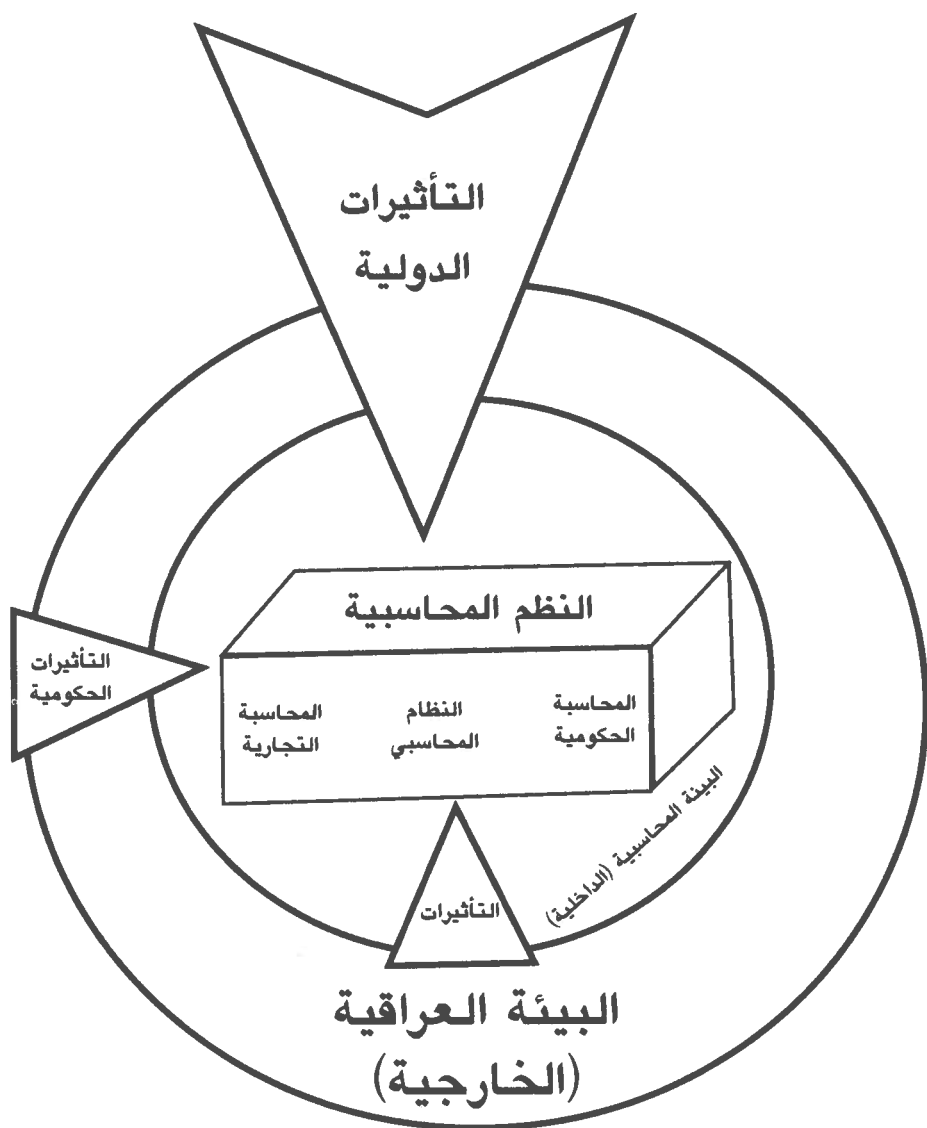 التأثيرات
الدولية
النظم المحاسبية
التأثيرات
الحكومية
المحاسبة
الحكومية
النظام
المحاسبي
المحاسبة
التجارية
البيئة المحاسبية (الداخلية)
التأثيرات
البيئة العراقية
(الخارجية)